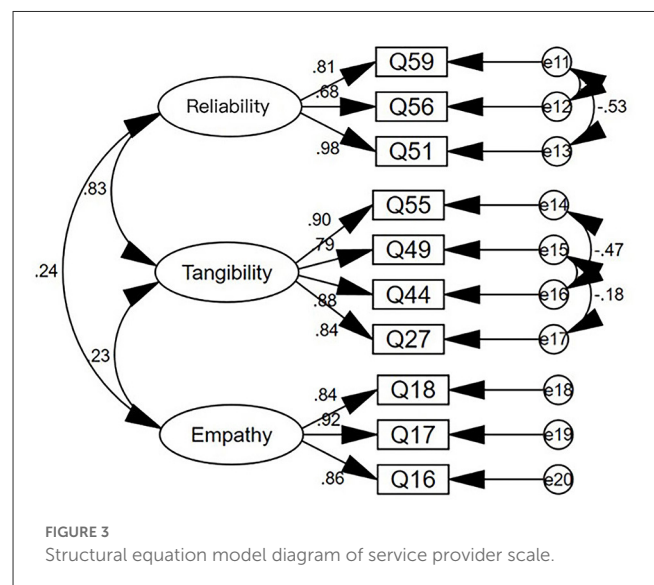 .81 Q59 e11
Reliability .68 Q56 e12 -.53
.98 Q51 e13
.83
.90 Q55 e14
.79 Q49 e15 -.47
.24 Tangibility
.88 Q44 e16 -.18
.84 Q27 e17
.23
.84 Q18 e18
Empathy .92 Q17 e19
.86 Q16 e20
FIGURE 3
Structural equation model diagram of service provider scale.